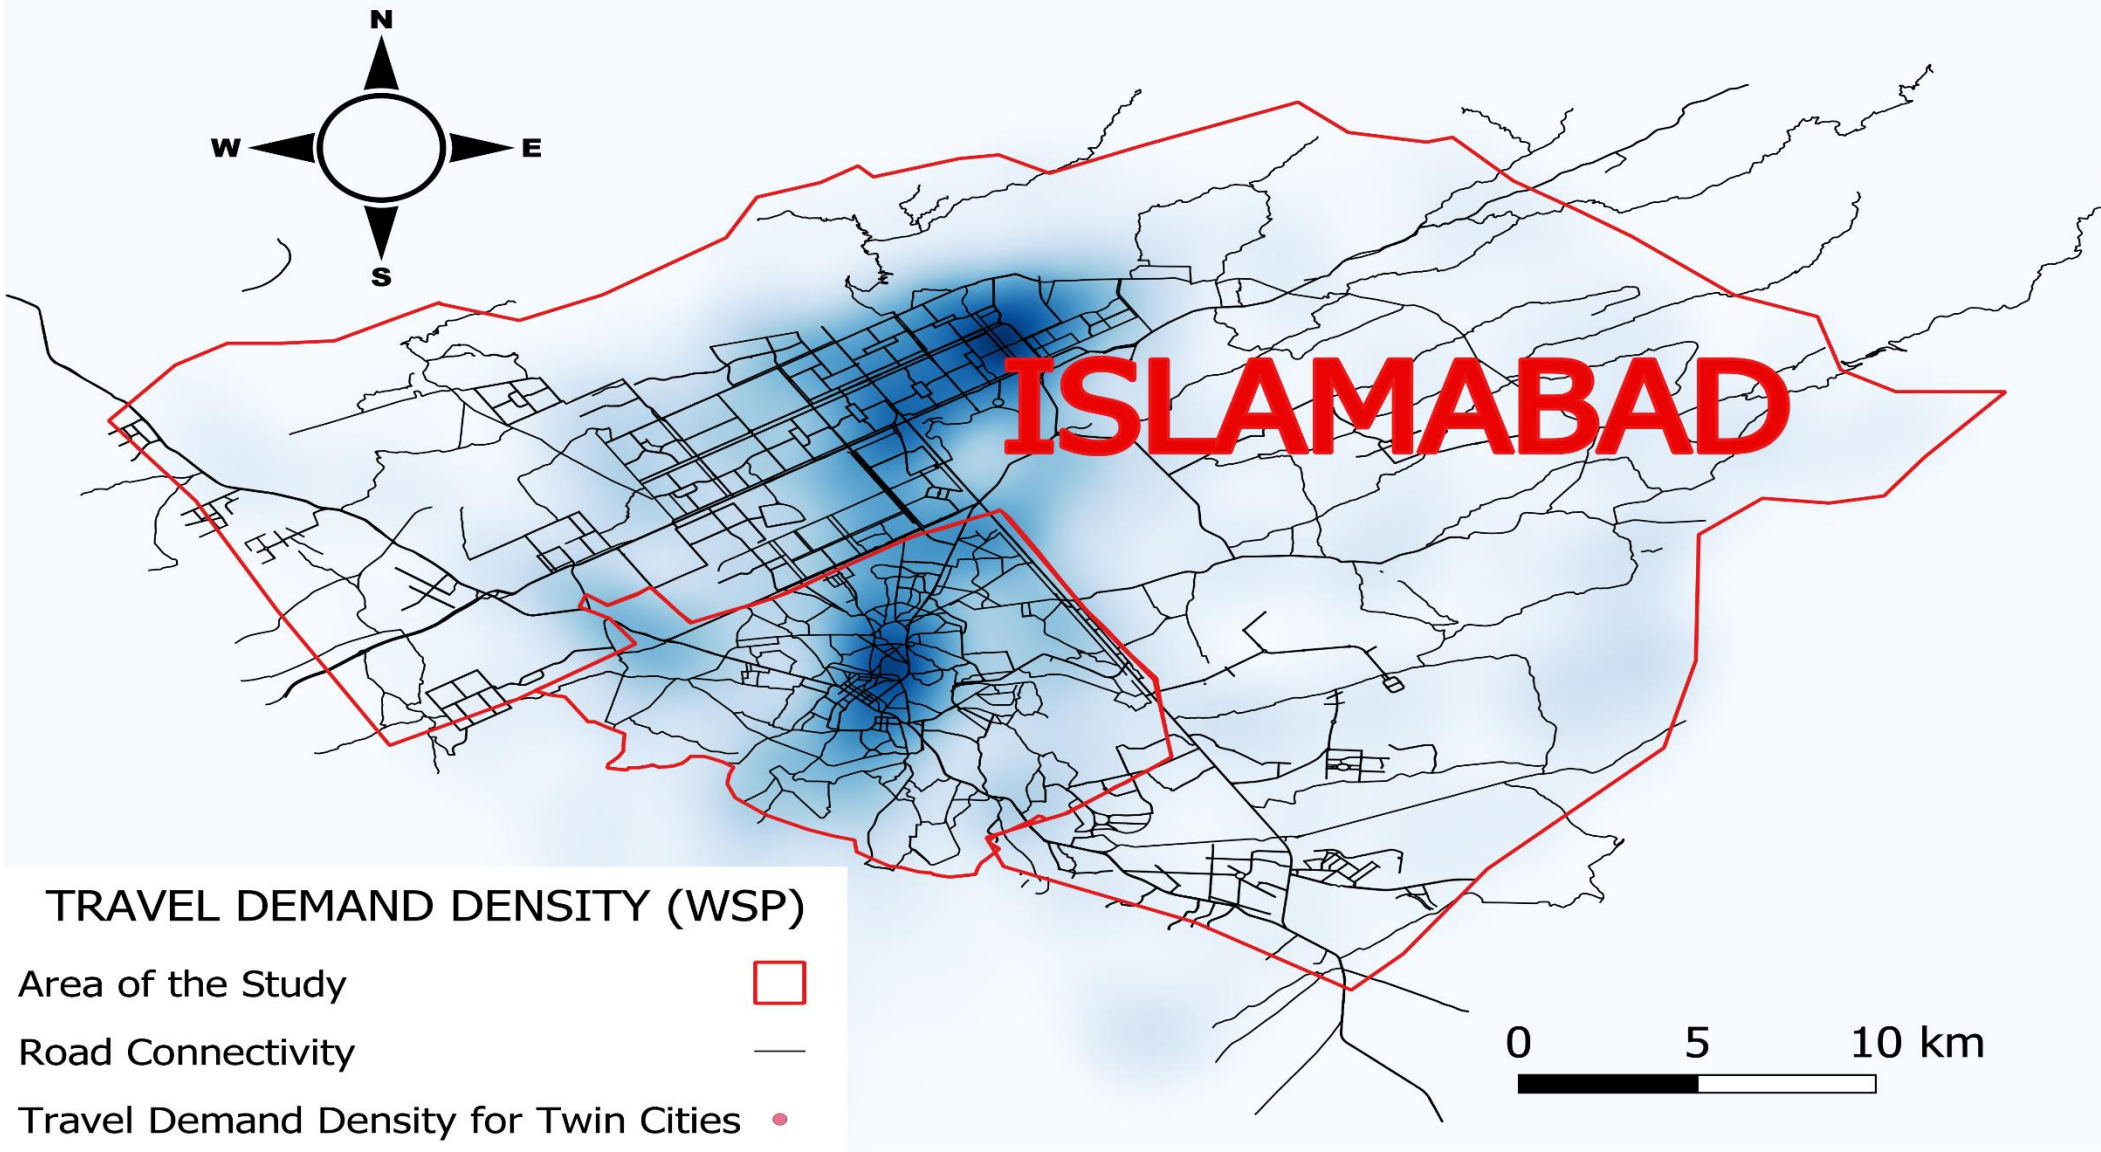 N
W E
S
ISLAMABAD
TRAVEL DEMAND DENSITY (WSP)
Area of the Study
Road Connectivity
Travel Demand Density for Twin Cities
0 5 10 km